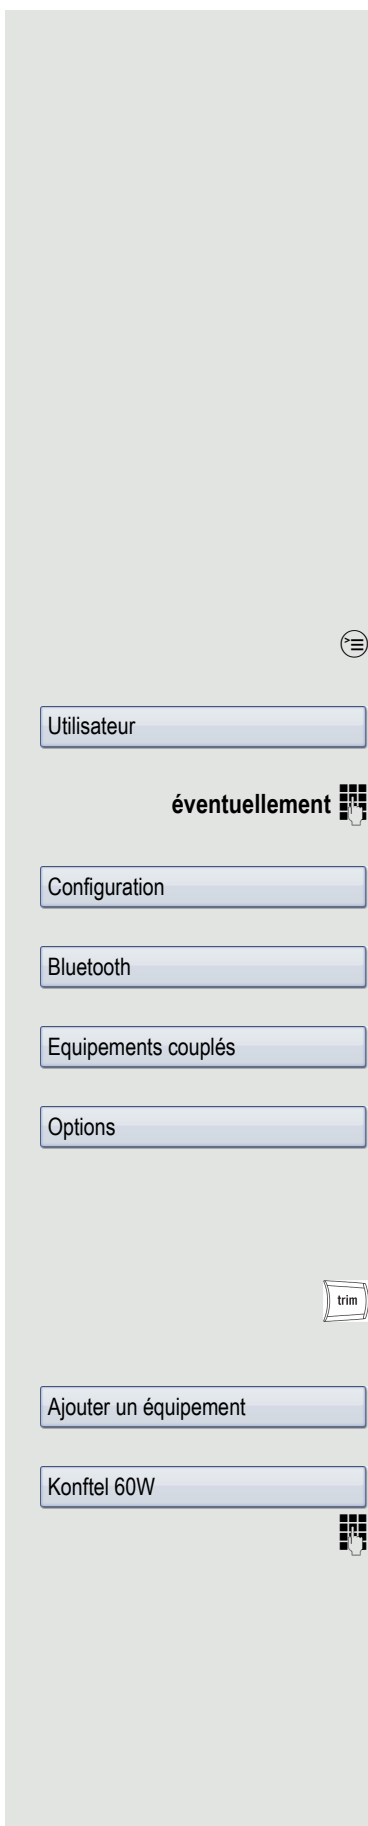 Utilisateur
éventuellement
Configuration
Bluetooth
Equipements couplés
Options
trim
Ajouter un équipement
Konftel 60W